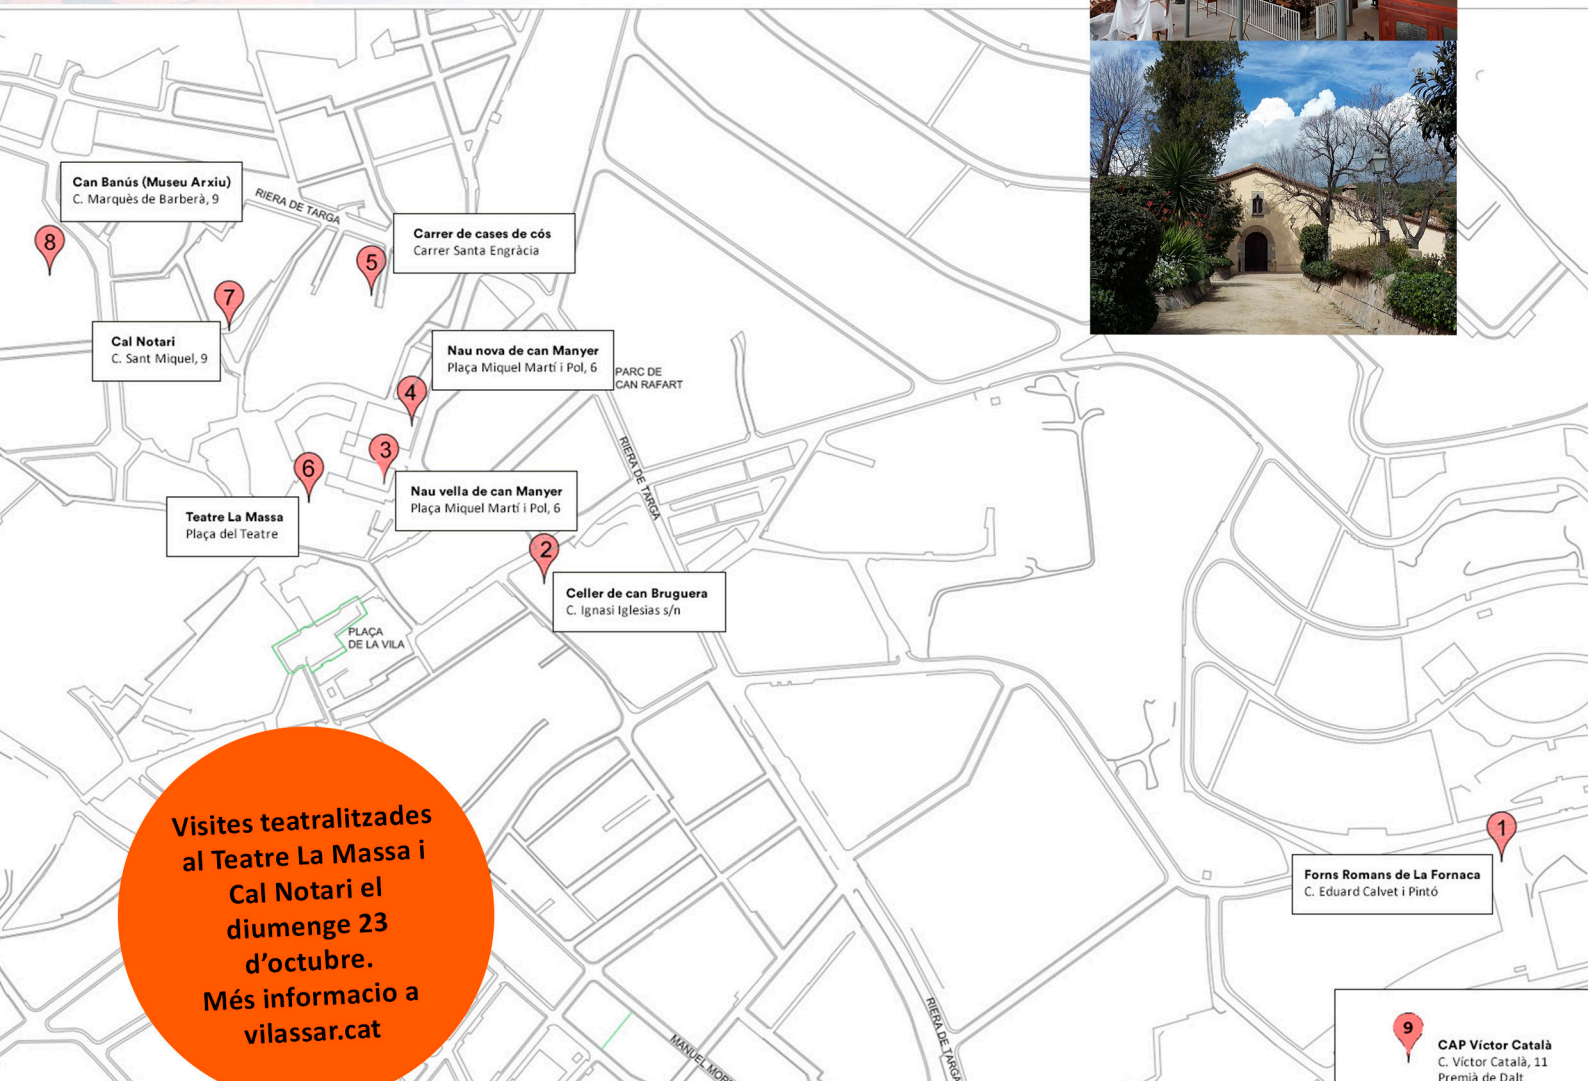 Can Banús (Museu Arxiu)
C. Marquès de Barberà, 9
RIERA DE TARGA
8
Carrer de cases de cós
Carrer Santa Engràcia
5
7
Cal Notari
C. Sant Miquel, 9
Nau nova de can Manyer
Plaça Miquel Martí i Pol, 6
PARC DE
CAN RAFART
4
3
6
RIERA DE TARGA
Nau vella de can Manyer
Plaça Miquel Martí i Pol, 6
Teatre La Massa
Plaça del Teatre
2
Celler de can Bruguera
C. Ignasi Iglesias s/n
PLAÇA
DE LA VILA
Visites teatralitzades
al Teatre La Massa i
Cal Notari el
diumenge 23
d’octubre.
Més informacio a
vilassar.cat
1
Forns Romans de La Fornaca
C. Eduard Calvet i Pintó
RIERA DE TARGA
MANUEL
9
CAP Víctor Català
C. Víctor Català, 11
Premià de Dalt